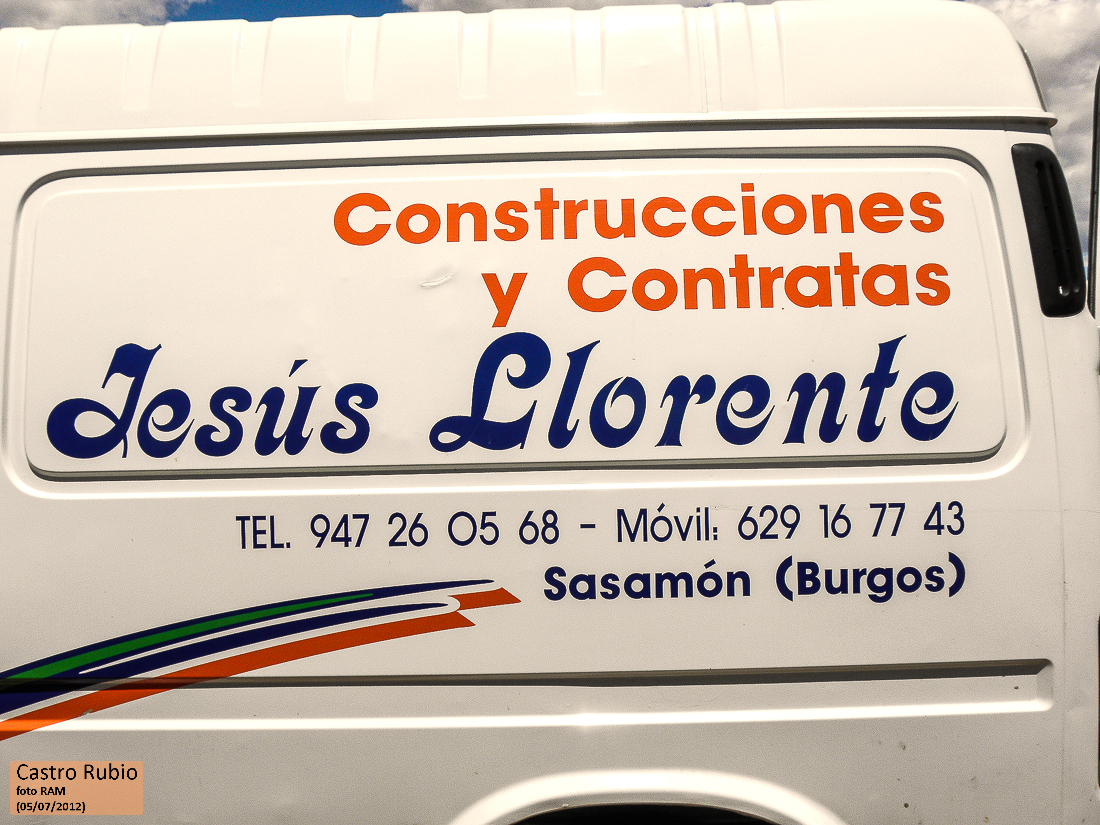 Construcciones
y Contratas
Jesús Llorente
TEL. 947 26 05 68 - Móvil: 629 16 77 43
Sasamón (Burgos)
Castro Rubio
foto RAM
(05/07/2012)